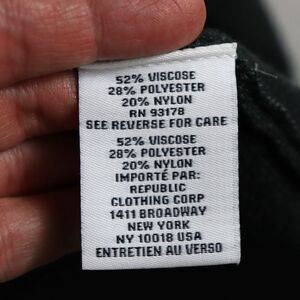 52% VISCOSE
28% POLYESTER
20% NYLON
RN 93178
SEE REVERSE FOR CARE
52% VISCOSE
28% POLYESTER
20% NYLON
IMPORTÉ PAR:
REPUBLIC
CLOTHING CORP
1411 BROADWAY
NEW YORK
NY 10018 USA
ENTRETIEN AU VERSO